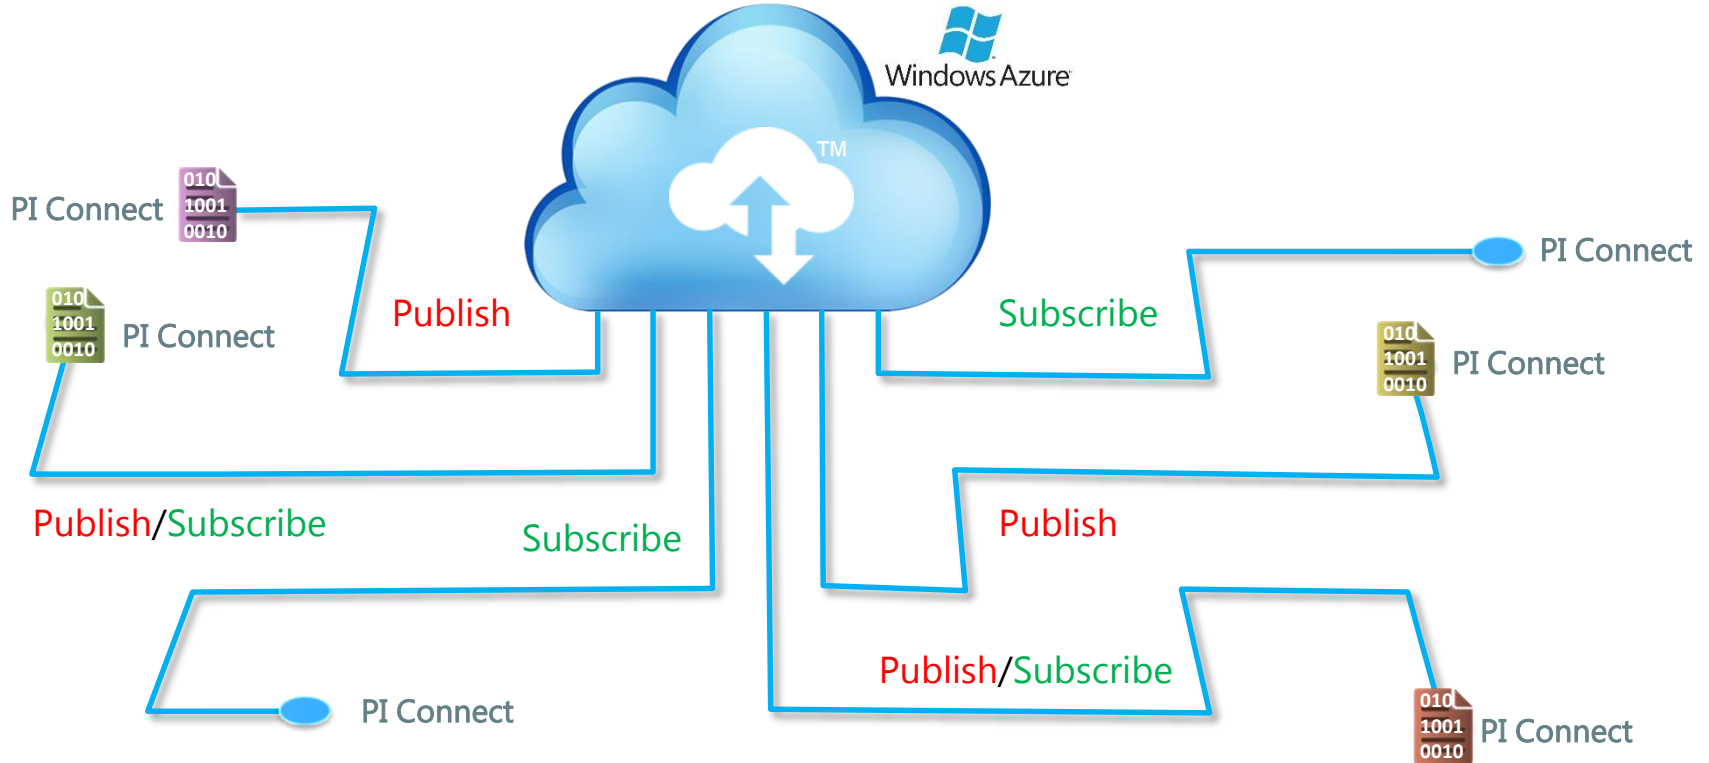 Windows Azure
TM
010
1001
0010
PI Connect
PI Connect
010
1001
0010
PI Connect
Publish
Subscribe
010
1001
0010
PI Connect
Publish/Subscribe
Subscribe
Publish
Publish/Subscribe
PI Connect
010
1001
0010
PI Connect